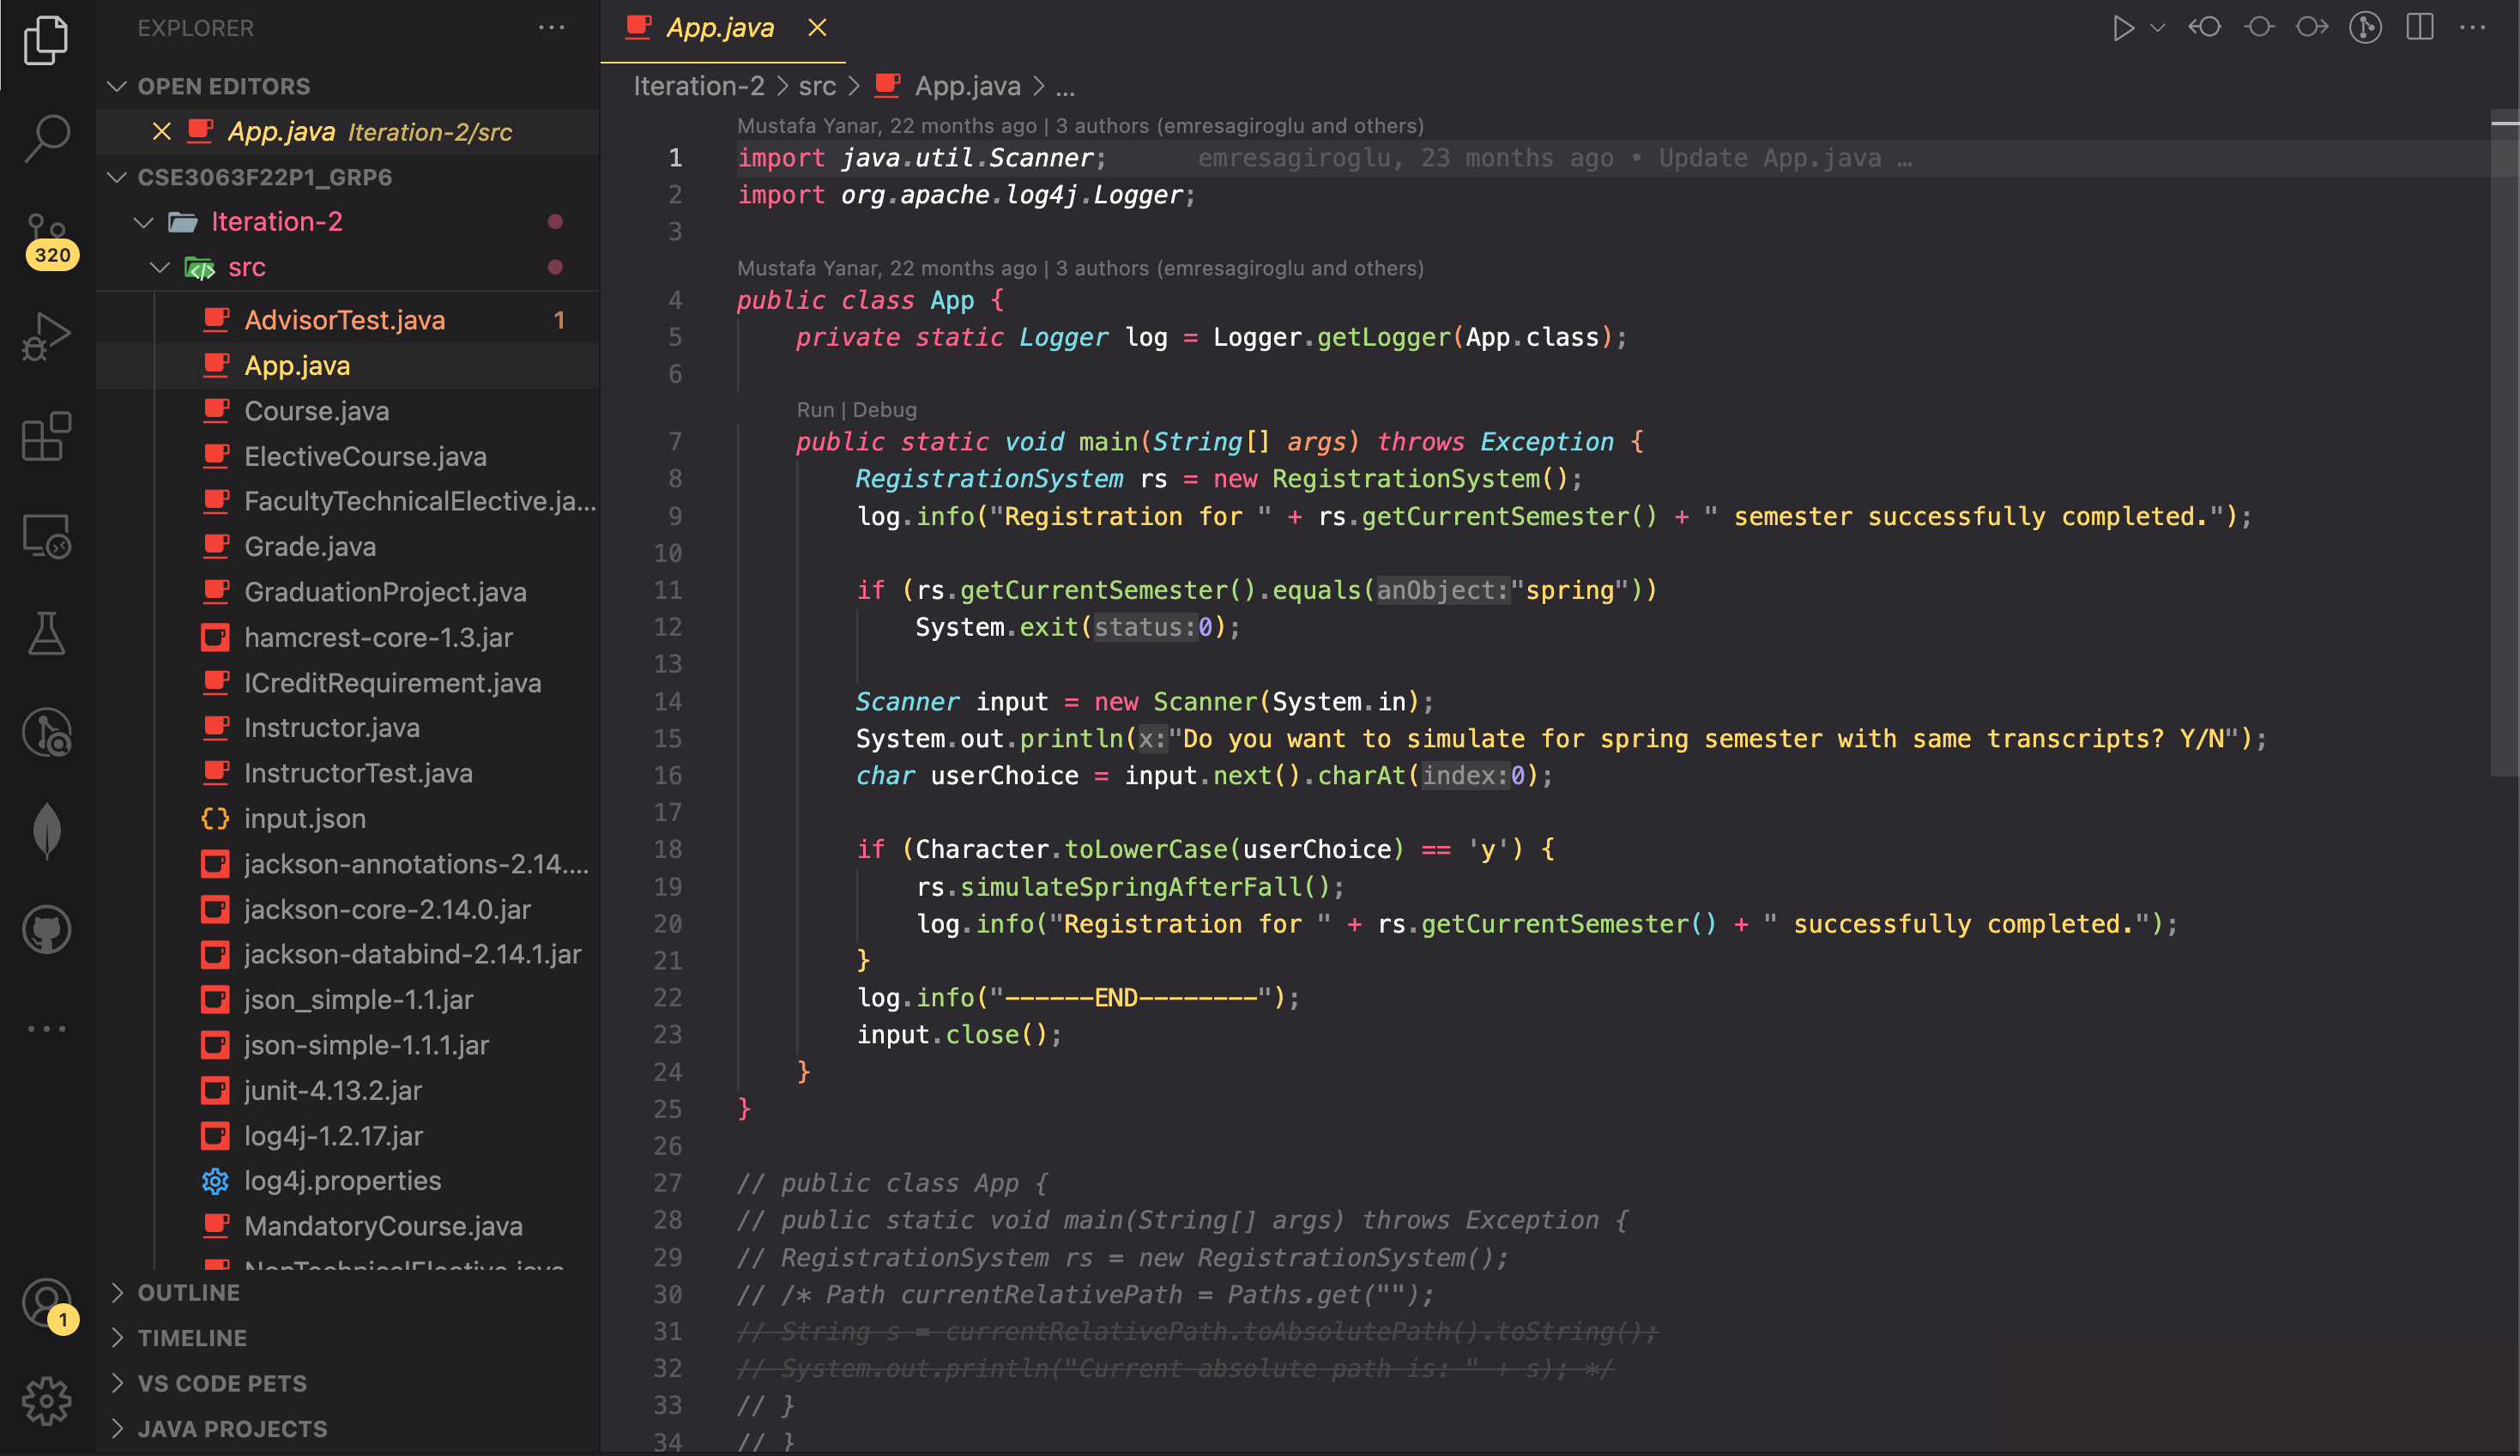 EXPLORER
OPEN EDITORS
App.java Iteration-2/src
CSE3063F22P1_GRP6
Iteration-2
src
AdvisorTest.java 1
App.java
Course.java
ElectiveCourse.java
FacultyTechnicalElective.ja...
Grade.java
GraduationProject.java
hamcrest-core-1.3.jar
ICreditRequirement.java
Instructor.java
InstructorTest.java
input.json
jackson-annotations-2.14....
jackson-core-2.14.0.jar
jackson-databind-2.14.1.jar
json_simple-1.1.jar
json-simple-1.1.1.jar
junit-4.13.2.jar
log4j-1.2.17.jar
log4j.properties
MandatoryCourse.java
NonTechnicalElective.java
OUTLINE
TIMELINE
VS CODE PETS
JAVA PROJECTS
320
1
App.java
Iteration-2 > src > App.java > ...
Mustafa Yanar, 22 months ago | 3 authors (emresagiroglu and others)
1 import java.util.Scanner; emresagiroglu, 23 months ago • Update App.java …
2 import org.apache.log4j.Logger;
3
Mustafa Yanar, 22 months ago | 3 authors (emresagiroglu and others)
4 public class App {
5 private static Logger log = Logger.getLogger(App.class);
6
Run | Debug
7 public static void main(String[] args) throws Exception {
8 RegistrationSystem rs = new RegistrationSystem();
9 log.info("Registration for " + rs.getCurrentSemester() + " semester successfully completed.");
10
11 if (rs.getCurrentSemester().equals(anObject:"spring"))
12 System.exit(status:0);
13
14 Scanner input = new Scanner(System.in);
15 System.out.println(x:"Do you want to simulate for spring semester with same transcripts? Y/N");
16 char userChoice = input.next().charAt(index:0);
17
18 if (Character.toLowerCase(userChoice) == 'y') {
19 rs.simulateSpringAfterFall();
20 log.info("Registration for " + rs.getCurrentSemester() + " successfully completed.");
21 }
22 log.info("------END--------");
23 input.close();
24 }
25 }
26
27 // public class App {
28 // public static void main(String[] args) throws Exception {
29 // RegistrationSystem rs = new RegistrationSystem();
30 // /* Path currentRelativePath = Paths.get("");
31 // String s = currentRelativePath.toAbsolutePath().toString();
32 // System.out.println("Current absolute path is: " + s); */
33 // }
34 // }